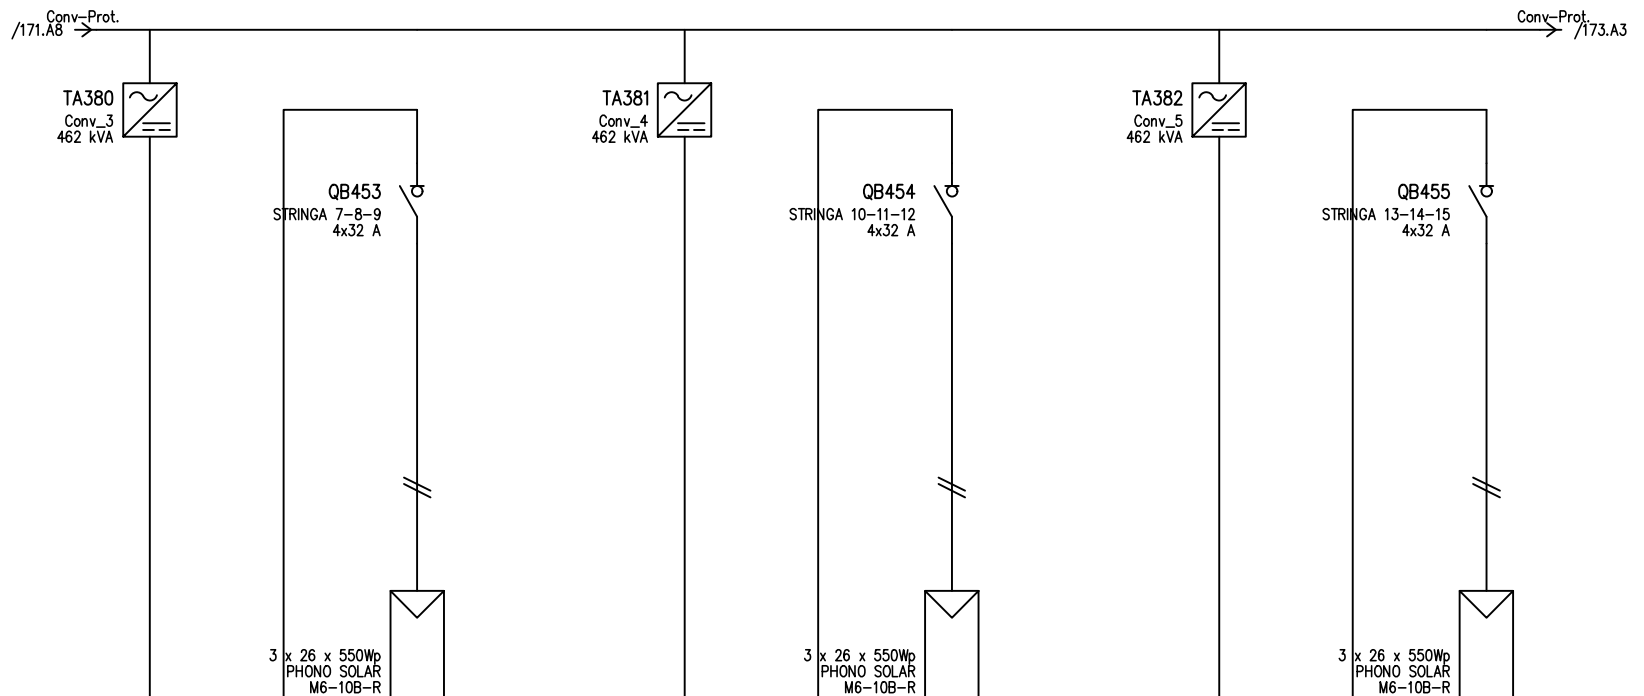 Conv-Prot.
/171.A8
Conv-Prot.
/173.A3
TA380
Conv_3
462 kVA
TA381
Conv_4
462 kVA
TA382
Conv_5
462 kVA
QB453
STRINGA 7-8-9
4x32 A
QB454
STRINGA 10-11-12
4x32 A
QB455
STRINGA 13-14-15
4x32 A
3 x 26 x 550Wp
PHONO SOLAR
M6-10B-R
3 x 26 x 550Wp
PHONO SOLAR
M6-10B-R
3 x 26 x 550Wp
PHONO SOLAR
M6-10B-R